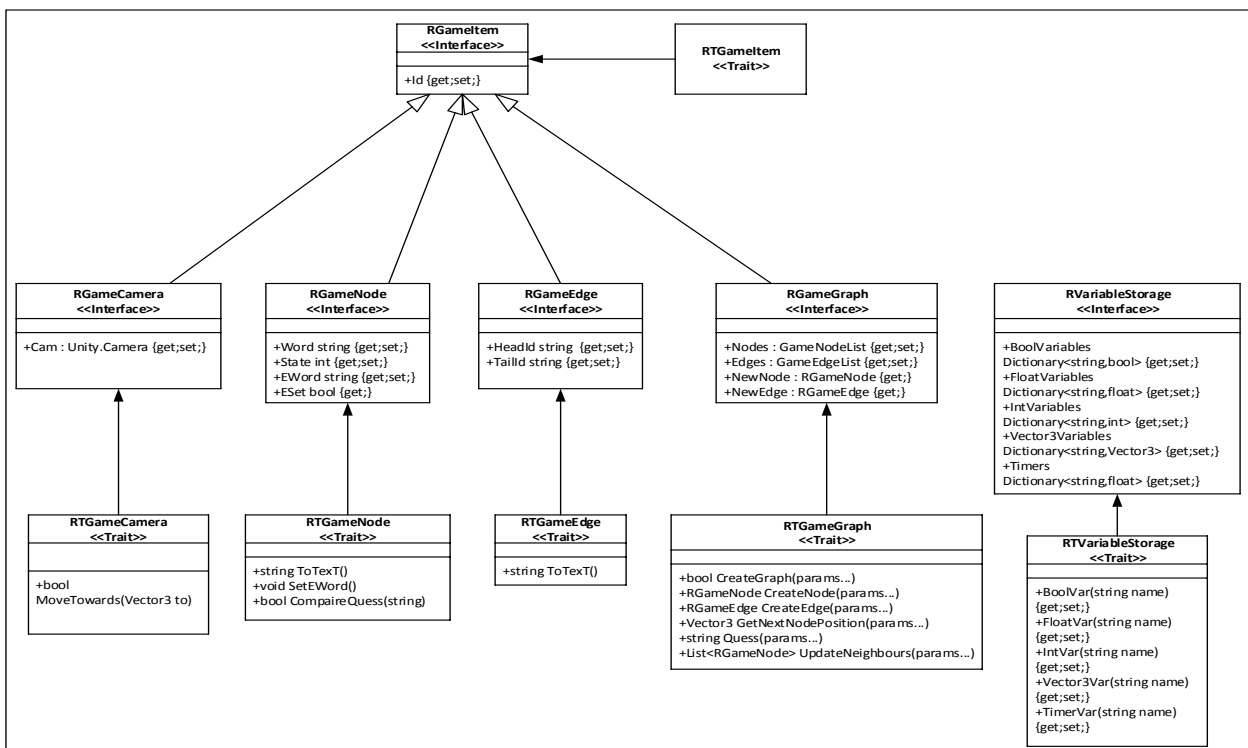 RGameItem
<<Interface>>
+Id {get;set;}
RTGameItem
<<Trait>>
RGameCamera
<<Interface>>
+Cam : Unity.Camera {get;set;}
RGameNode
<<Interface>>
+Word string {get;set;}
+State int {get;set;}
+EWord string {get;set;}
+ESet bool {get;}
RGameEdge
<<Interface>>
+HeadId string {get;set;}
+TailId string {get;set;}
RGameGraph
<<Interface>>
+Nodes : GameNodeList {get;set;}
+Edges : GameEdgeList {get;set;}
+NewNode : RGameNode {get;}
+NewEdge : RGameEdge {get;}
RVariableStorage
<<Interface>>
+BoolVariables
Dictionary<string,bool> {get;set;}
+FloatVariables
Dictionary<string,float> {get;set;}
+IntVariables
Dictionary<string,int> {get;set;}
+Vector3Variables
Dictionary<string,Vector3> {get;set;}
+Timers
Dictionary<string,float> {get;set;}
RTGameCamera
<<Trait>>
+bool
MoveTowards(Vector3 to)
RTGameNode
<<Trait>>
+string ToTexT()
+void SetEWord()
+bool CompaireQuess(string)
RTGameEdge
<<Trait>>
+string ToTexT()
RTGameGraph
<<Trait>>
+bool CreateGraph(params...)
+RGameNode CreateNode(params...)
+RGameEdge CreateEdge(params...)
+Vector3 GetNextNodePosition(params...)
+string Quess(params...)
+List<RGameNode> UpdateNeighbours(params...)
RTVariableStorage
<<Trait>>
+BoolVar(string name)
{get;set;}
+FloatVar(string name)
{get;set;}
+IntVar(string name)
{get;set;}
+Vector3Var(string name)
{get;set;}
+TimerVar(string name)
{get;set;}